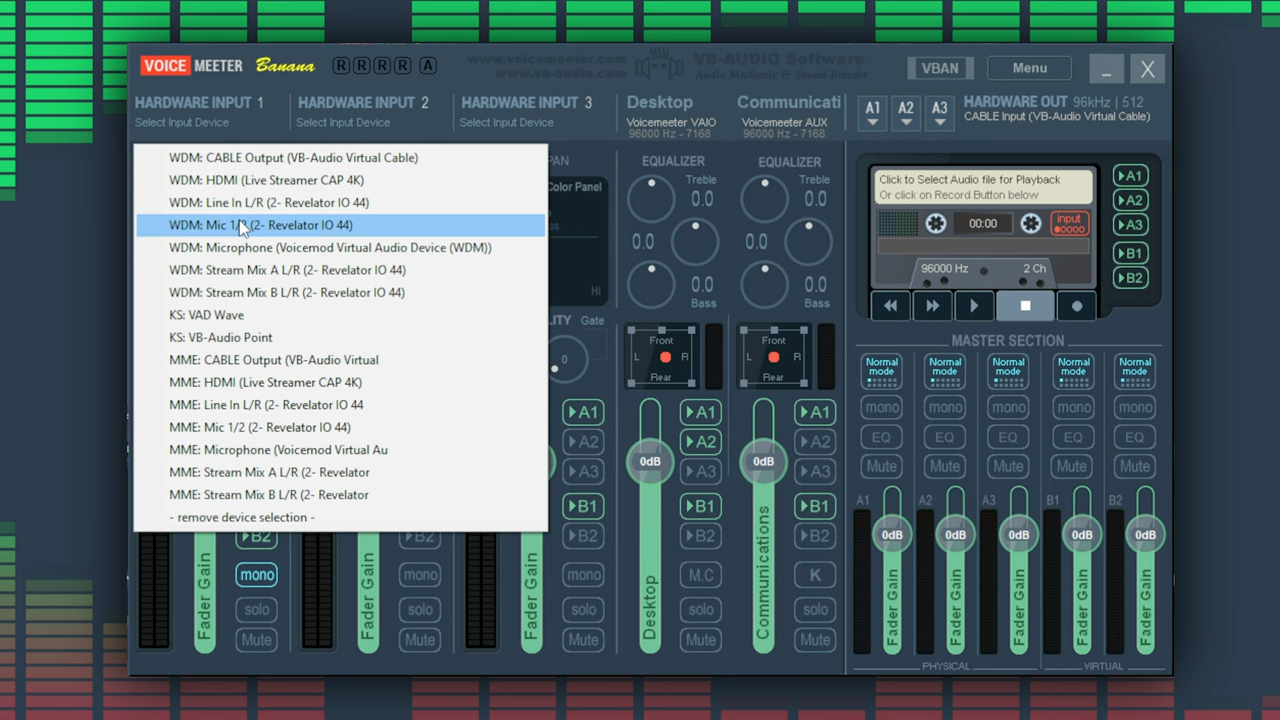 VOICE MEETER Banana R R R R A
www.voicemeeter.com
www.vb-audio.com
VB-AUDIO Software
Audio Mechanic & Sound Breeder
VBAN
Menu
_ X
HARDWARE INPUT 1
Select Input Device
HARDWARE INPUT 2
Select Input Device
HARDWARE INPUT 3
Select Input Device
Desktop
Voicemeeter VAIO
96000 Hz - 7168
Communicati
Voicemeeter AUX
96000 Hz - 7168
A1 A2 A3
HARDWARE OUT 96kHz | 512
CABLE Input (VB-Audio Virtual Cable)
WDM: CABLE Output (VB-Audio Virtual Cable)
WDM: HDMI (Live Streamer CAP 4K)
WDM: Line In L/R (2- Revelator IO 44)
WDM: Mic 1/2 (2- Revelator IO 44)
WDM: Microphone (Voicemod Virtual Audio Device (WDM))
WDM: Stream Mix A L/R (2- Revelator IO 44)
WDM: Stream Mix B L/R (2- Revelator IO 44)
KS: VAD Wave
KS: VB-Audio Point
MME: CABLE Output (VB-Audio Virtual
MME: HDMI (Live Streamer CAP 4K)
MME: Line In L/R (2- Revelator IO 44
MME: Mic 1/2 (2- Revelator IO 44)
MME: Microphone (Voicemod Virtual Au
MME: Stream Mix A L/R (2- Revelator
MME: Stream Mix B L/R (2- Revelator
- remove device selection -
PAN
Color Panel
Hi
LITY Gate
0
EQUALIZER
Treble
0.0
0.0
0.0
Bass
EQUALIZER
Treble
0.0
0.0
0.0
Bass
Front
L R
Rear
Front
L R
Rear
Click to Select Audio file for Playback
Or click on Record Button below
00:00
input
96000 Hz 2 Ch
A1
A2
A3
B1
B2
MASTER SECTION
Normal mode
Normal mode
Normal mode
Normal mode
Normal mode
mono mono mono mono mono
EQ EQ EQ EQ EQ
Mute Mute Mute Mute Mute
A1 A2 A3 B1 B2
0dB 0dB 0dB 0dB 0dB
Fader Gain
Fader Gain
Fader Gain
Fader Gain
Fader Gain
PHYSICAL VIRTUAL
A1
A2
A3
B1
B2
mono
solo
Mute
0dB
Desktop
A1
A2
A3
B1
B2
M.C
solo
Mute
0dB
Communications
A1
A2
A3
B1
B2
K
solo
Mute
Fader Gain
B2
mono
solo
Mute
Fader Gain
B2
mono
solo
Mute
Fader Gain